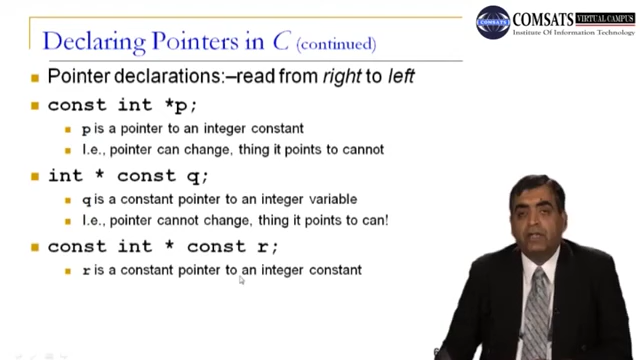 COMSATS
COMSATS
VIRTUAL CAMPUS
Institute Of Information Technology
Declaring Pointers in C (continued)
Pointer declarations:–read from right to left
const int *p;
p is a pointer to an integer constant
I.e., pointer can change, thing it points to cannot
int * const q;
q is a constant pointer to an integer variable
I.e., pointer cannot change, thing it points to can!
const int * const r;
r is a constant pointer to an integer constant